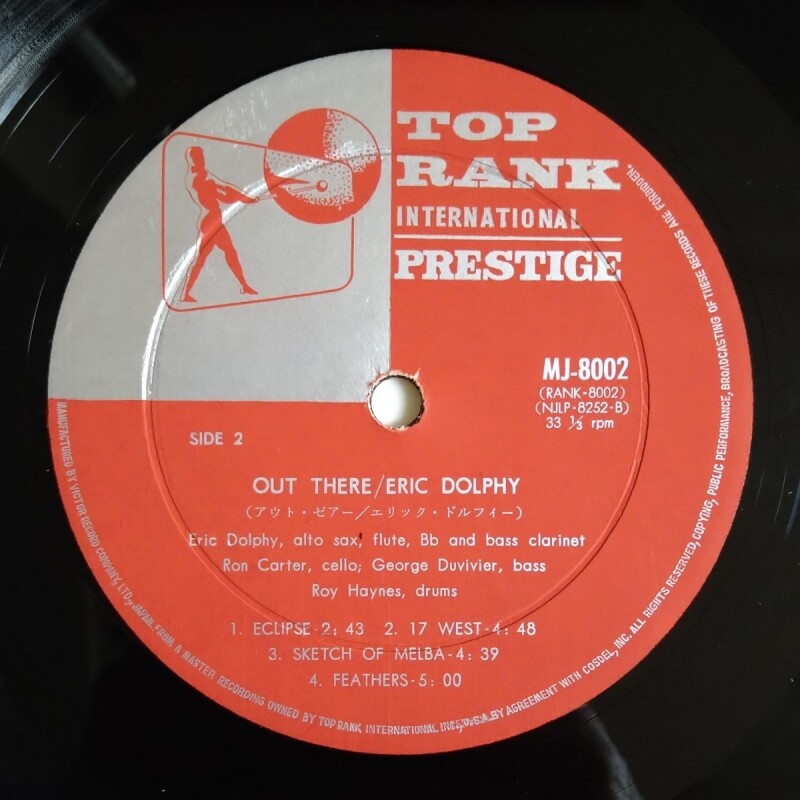 TOP
RANK
INTERNATIONAL
PRESTIGE
MJ-8002
(RANK-8002)
(NJLP-8252-B)
33 ⅓ rpm
SIDE 2
OUT THERE/ERIC DOLPHY
(アウト・ゼアー/エリック・ドルフィー)
Eric Dolphy, alto sax, flute, Bb and bass clarinet
Ron Carter, cello; George Duvivier, bass
Roy Haynes, drums
1. ECLIPSE-2:43 2. 17 WEST-4:48
3. SKETCH OF MELBA-4:39
4. FEATHERS-5:00
MANUFACTURED BY VICTOR RECORD COMPANY, LTD., JAPAN. FROM A MASTER RECORDING OWNED BY TOP RANK INTERNATIONAL INC., U.S.A. BY AGREEMENT WITH COSDEL, INC. ALL RIGHTS RESERVED, COPYING, PUBLIC PERFORMANCE, BROADCASTING OF THESE RECORDS ARE FORBIDDEN.